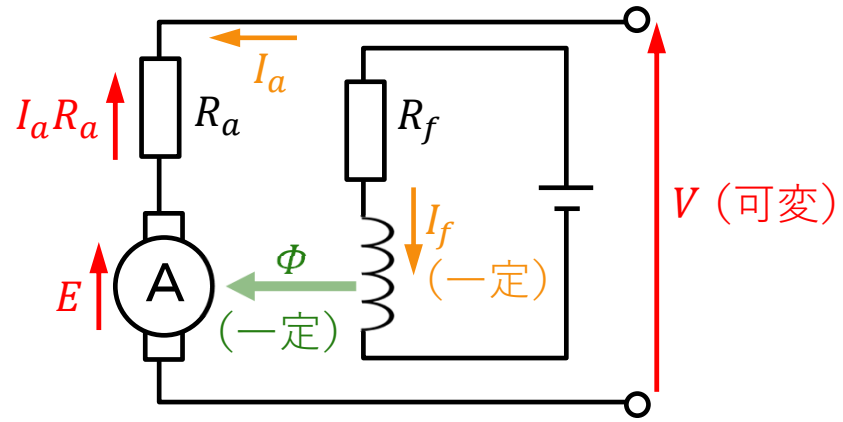 I_a
I_aR_a
R_a
R_f
V（可変）
I_f
（一定）
Φ
（一定）
E
A